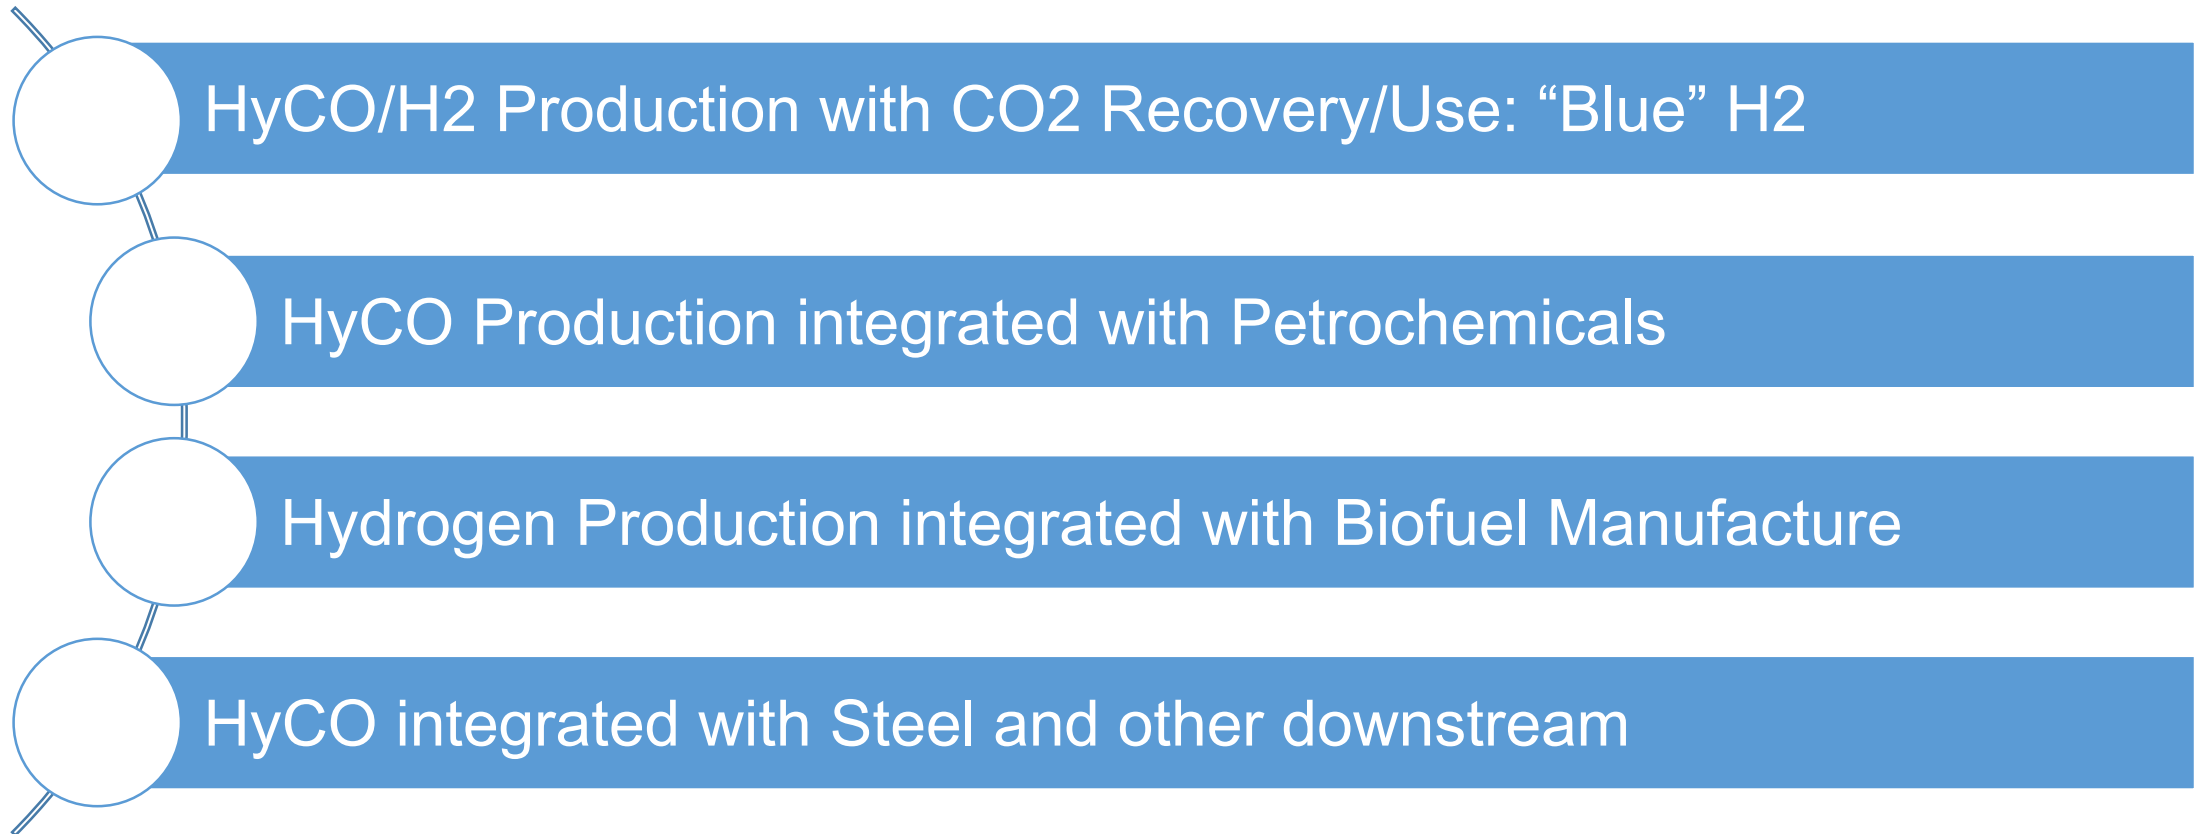 HyCO/H2 Production with CO2 Recovery/Use: “Blue” H2
HyCO Production integrated with Petrochemicals
Hydrogen Production integrated with Biofuel Manufacture
HyCO integrated with Steel and other downstream